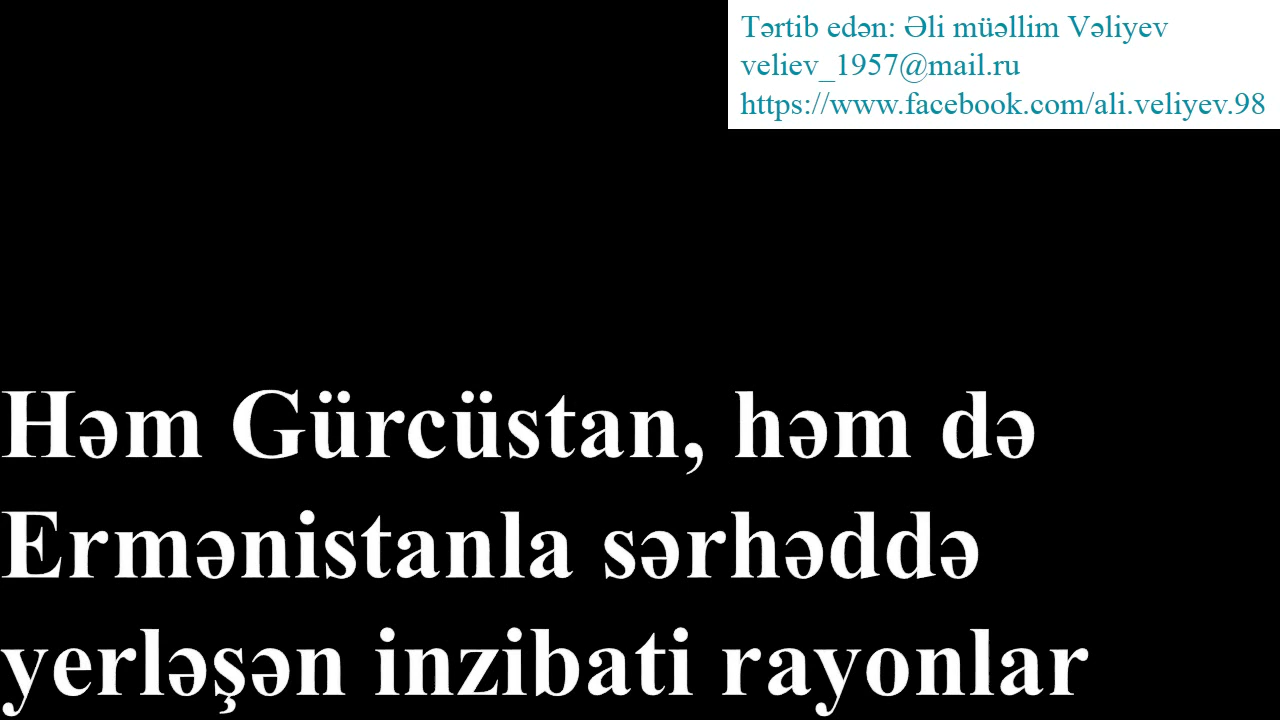 Tərtib edən: Əli müəllim Vəliyev
veliev_1957@mail.ru
https://www.facebook.com/ali.veliyev.98
Həm Gürcüstan, həm də
Ermənistanla sərhəddə
yerləşən inzibati rayonlar